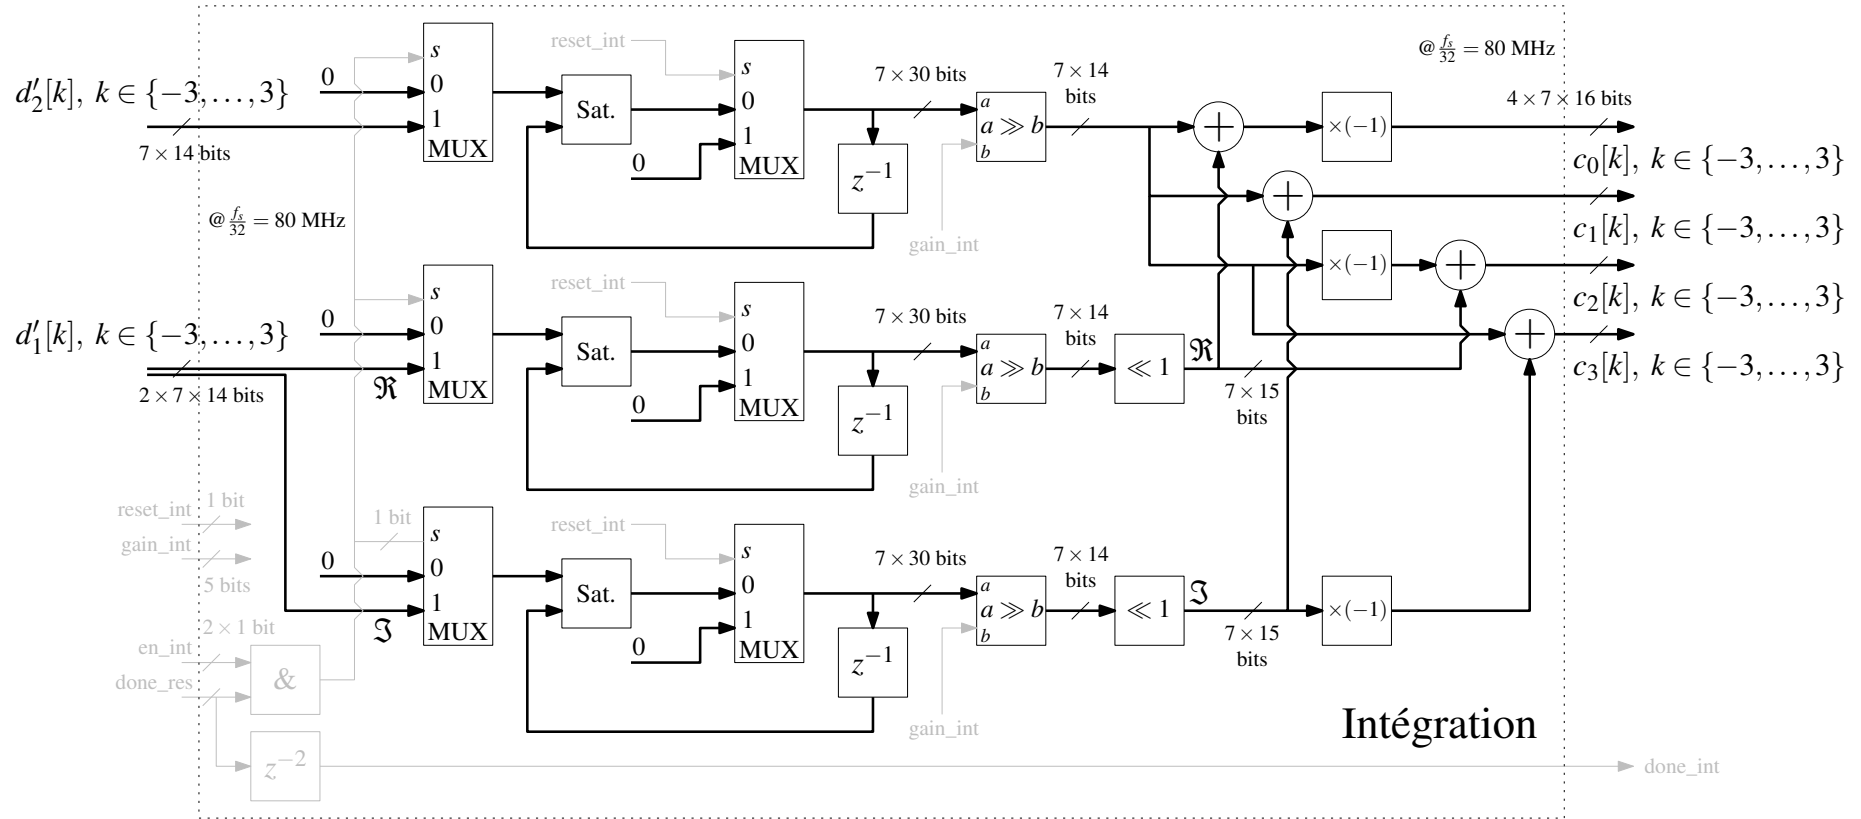 @ fs/32 = 80 MHz
d′2[k], k ∈ {−3,…,3}
7 × 14 bits
0
s
0
1
MUX
Sat.
reset_int
0
s
0
1
MUX
z−1
7 × 30 bits
a
a ≫ b
b
gain_int
7 × 14
bits
+
×(−1)
4 × 7 × 16 bits
c0[k], k ∈ {−3,…,3}
+
c1[k], k ∈ {−3,…,3}
×(−1)
+
c2[k], k ∈ {−3,…,3}
+
c3[k], k ∈ {−3,…,3}
@ fs/32 = 80 MHz
d′1[k], k ∈ {−3,…,3}
2 × 7 × 14 bits
ℜ
0
s
0
1
MUX
Sat.
reset_int
0
s
0
1
MUX
z−1
7 × 30 bits
a
a ≫ b
b
gain_int
7 × 14
bits
≪ 1
ℜ
7 × 15
bits
reset_int
1 bit
gain_int
5 bits
1 bit
0
ℑ
s
0
1
MUX
Sat.
reset_int
0
s
0
1
MUX
z−1
7 × 30 bits
a
a ≫ b
b
gain_int
7 × 14
bits
≪ 1
ℑ
7 × 15
bits
×(−1)
2 × 1 bit
en_int
done_res
&
z−2
Intégration
done_int